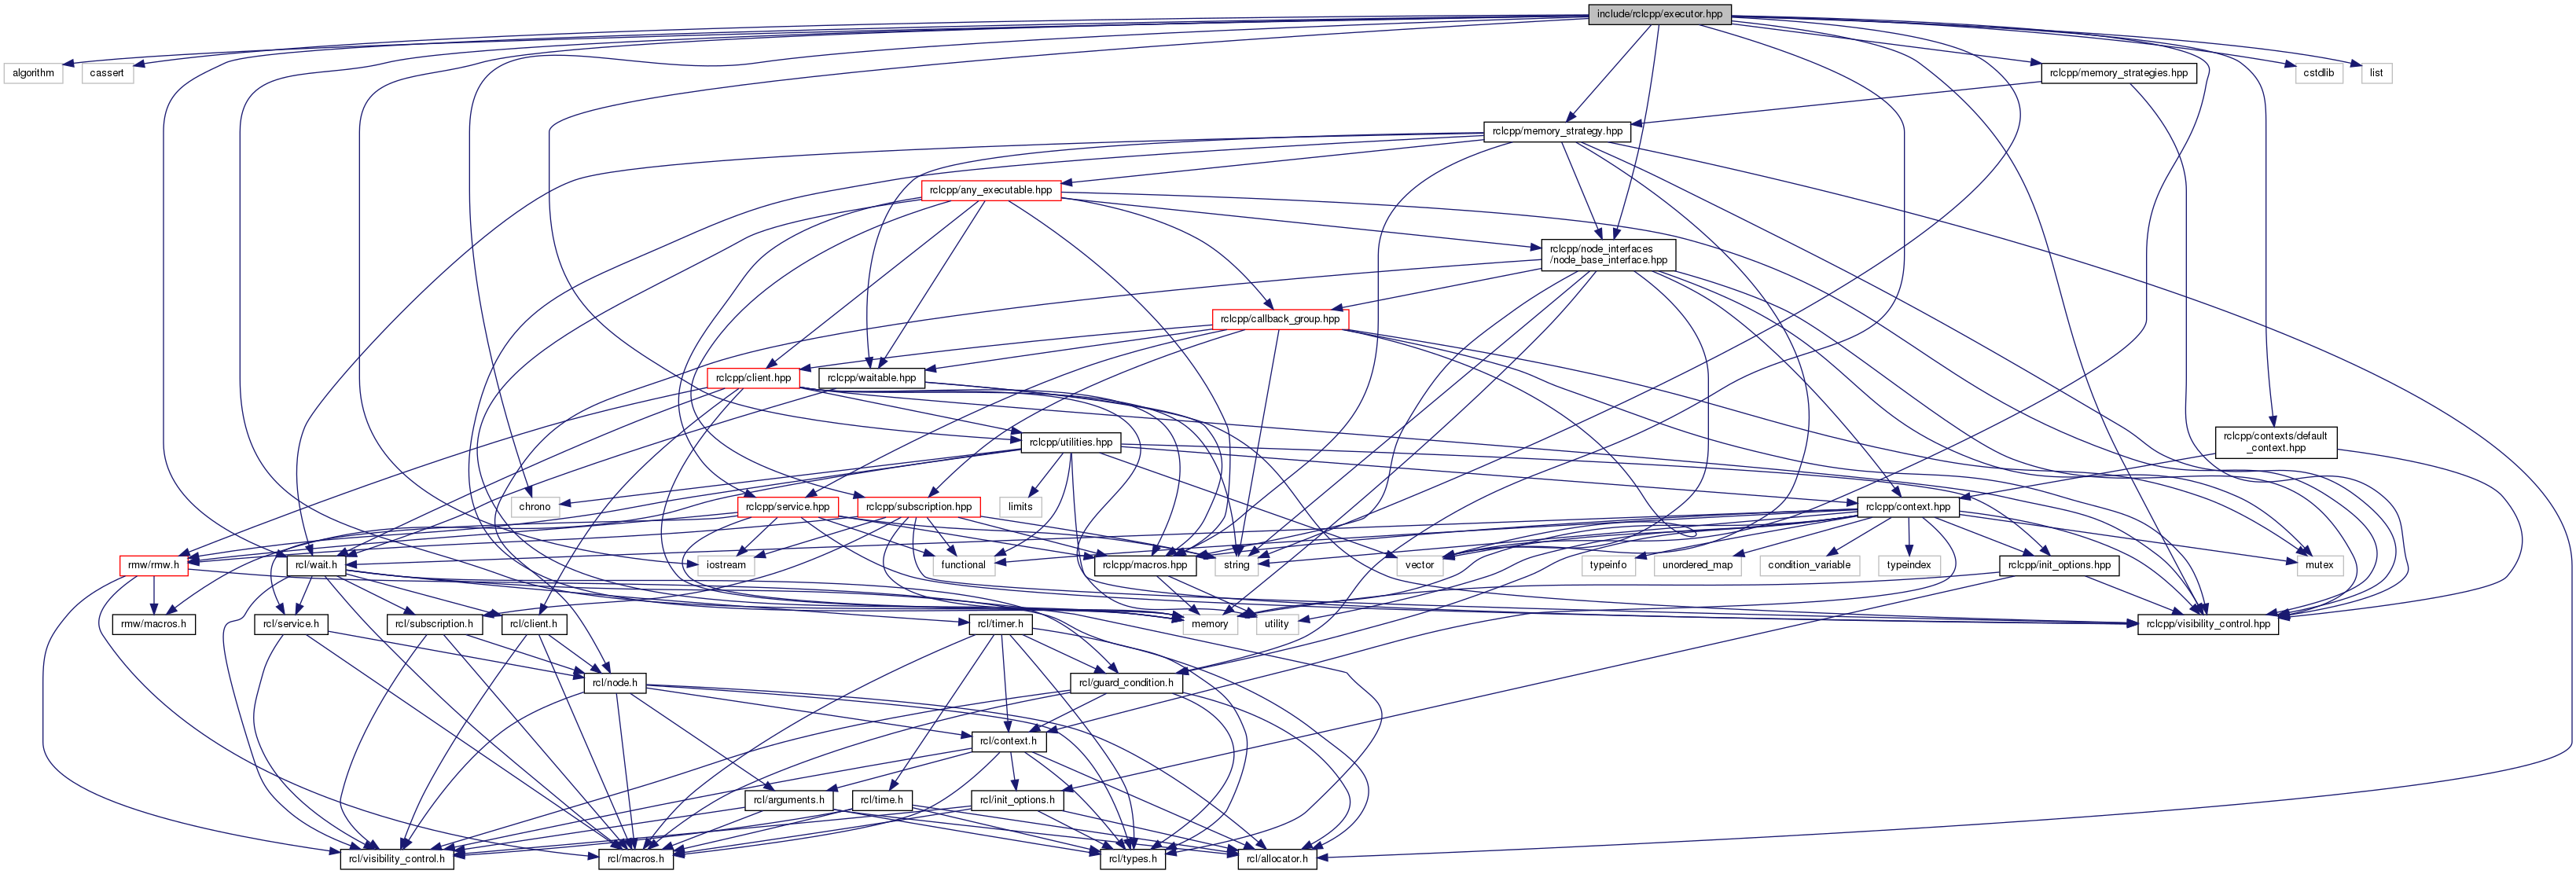 include/rclcpp/executor.hpp
algorithm
cassert
rclcpp/memory_strategies.hpp
cstdlib
list
rclcpp/memory_strategy.hpp
rclcpp/any_executable.hpp
rclcpp/node_interfaces
/node_base_interface.hpp
rclcpp/callback_group.hpp
rclcpp/client.hpp
rclcpp/waitable.hpp
rclcpp/utilities.hpp
rclcpp/contexts/default
_context.hpp
chrono
rclcpp/service.hpp
rclcpp/subscription.hpp
limits
rclcpp/context.hpp
rmw/rmw.h
rcl/wait.h
iostream
functional
rclcpp/macros.hpp
string
vector
typeinfo
unordered_map
condition_variable
typeindex
rclcpp/init_options.hpp
mutex
rmw/macros.h
rcl/service.h
rcl/subscription.h
rcl/client.h
rcl/timer.h
memory
utility
rclcpp/visibility_control.hpp
rcl/node.h
rcl/guard_condition.h
rcl/context.h
rcl/arguments.h
rcl/time.h
rcl/init_options.h
rcl/visibility_control.h
rcl/macros.h
rcl/types.h
rcl/allocator.h